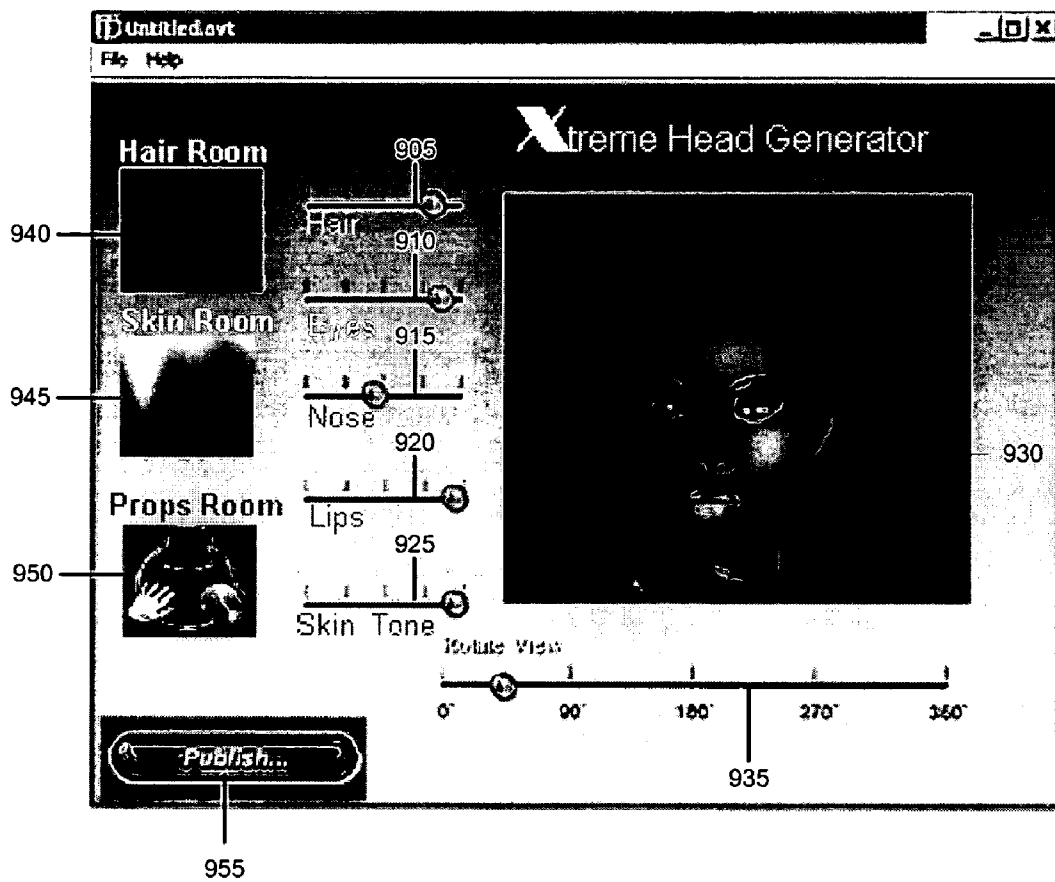 Untitled.avt
File Help
Xtreme Head Generator
Hair Room
905
Hair
940
910
Eyes
Skin Room
915
945
Nose
920
930
Lips
Props Room
925
950
Skin Tone
Rotate View
0° 90° 180° 270° 360°
935
Publish...
955